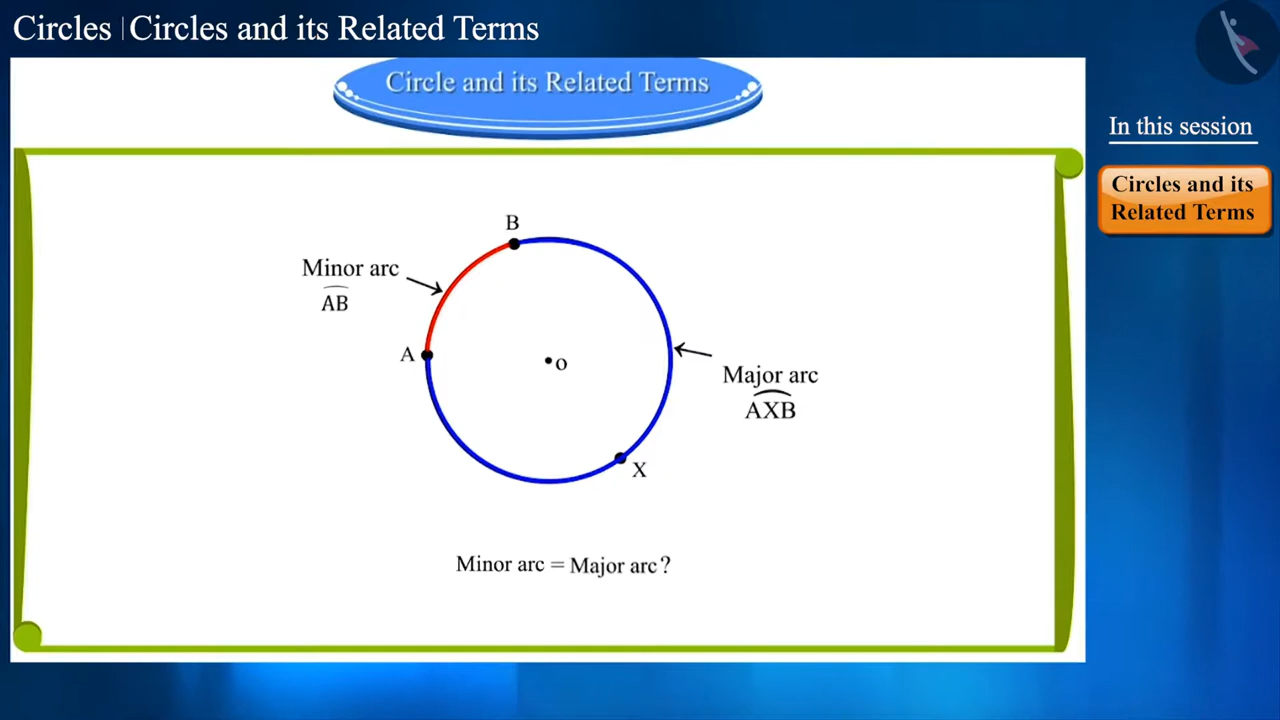 Circles | Circles and its Related Terms
Circle and its Related Terms
In this session
Circles and its
Related Terms
B
Minor arc
AB
A
O
Major arc
AXB
X
Minor arc = Major arc?